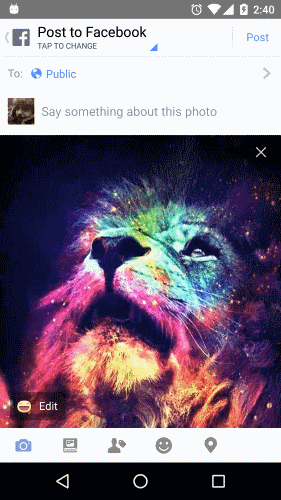 2:40
Post to Facebook
TAP TO CHANGE
Post
To: Public
Say something about this photo
Edit